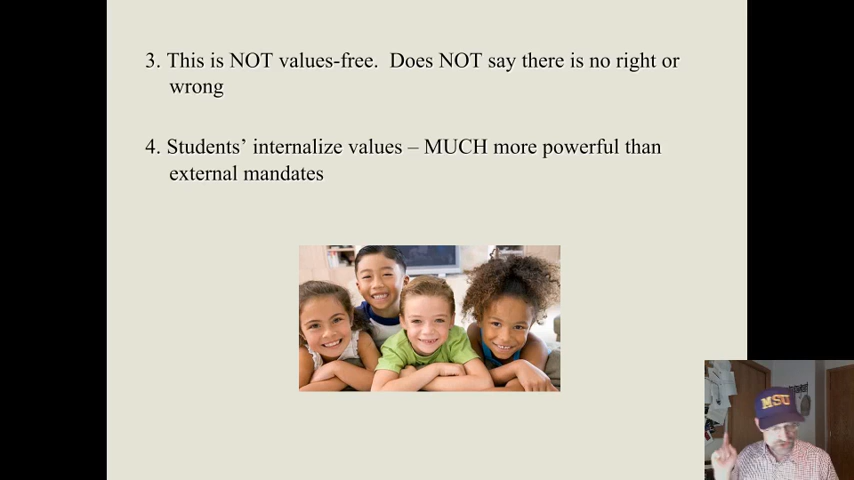 3. This is NOT values-free.  Does NOT say there is no right or
wrong
4. Students’ internalize values – MUCH more powerful than
external mandates
MSU